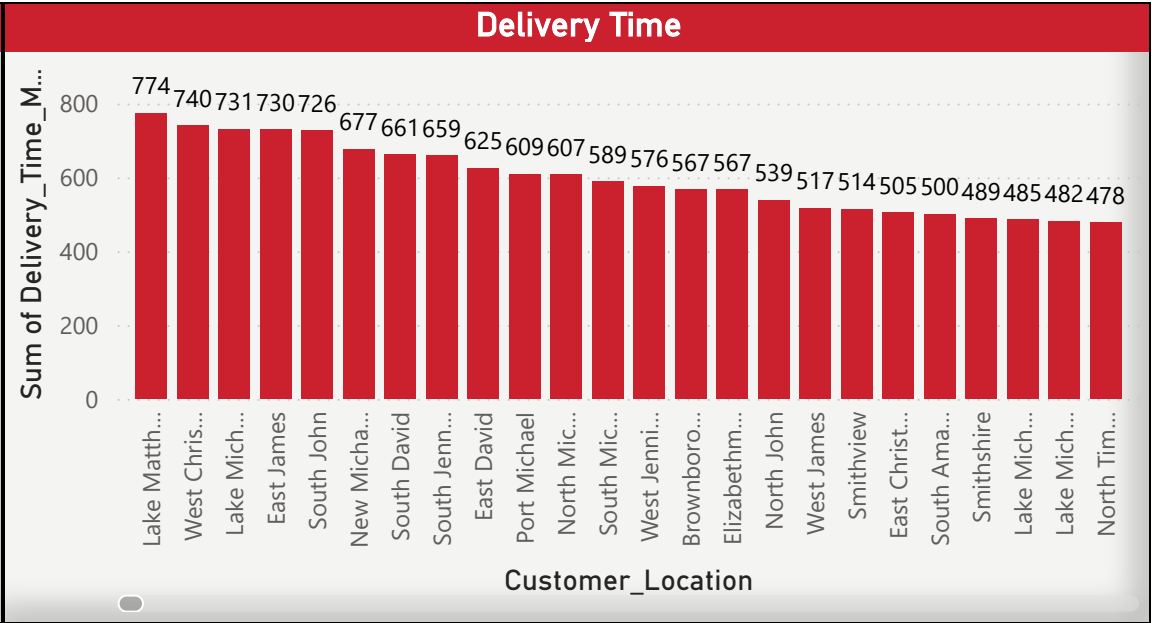 Delivery Time
Sum of Delivery_Time_M...
800
600
400
200
0
774 740 731 730 726 677 661 659 625 609 607 589 576 567 567 539 517 514 505 500 489 485 482 478
Lake Matth...
West Chris...
Lake Mich...
East James
South John
New Micha...
South David
South Jenn...
East David
Port Michael
North Mic...
South Mic...
West Jenni...
Brownboro...
Elizabethm...
North John
West James
Smithview
East Christ...
South Ama...
Smithshire
Lake Mich...
Lake Mich...
North Tim...
Customer_Location